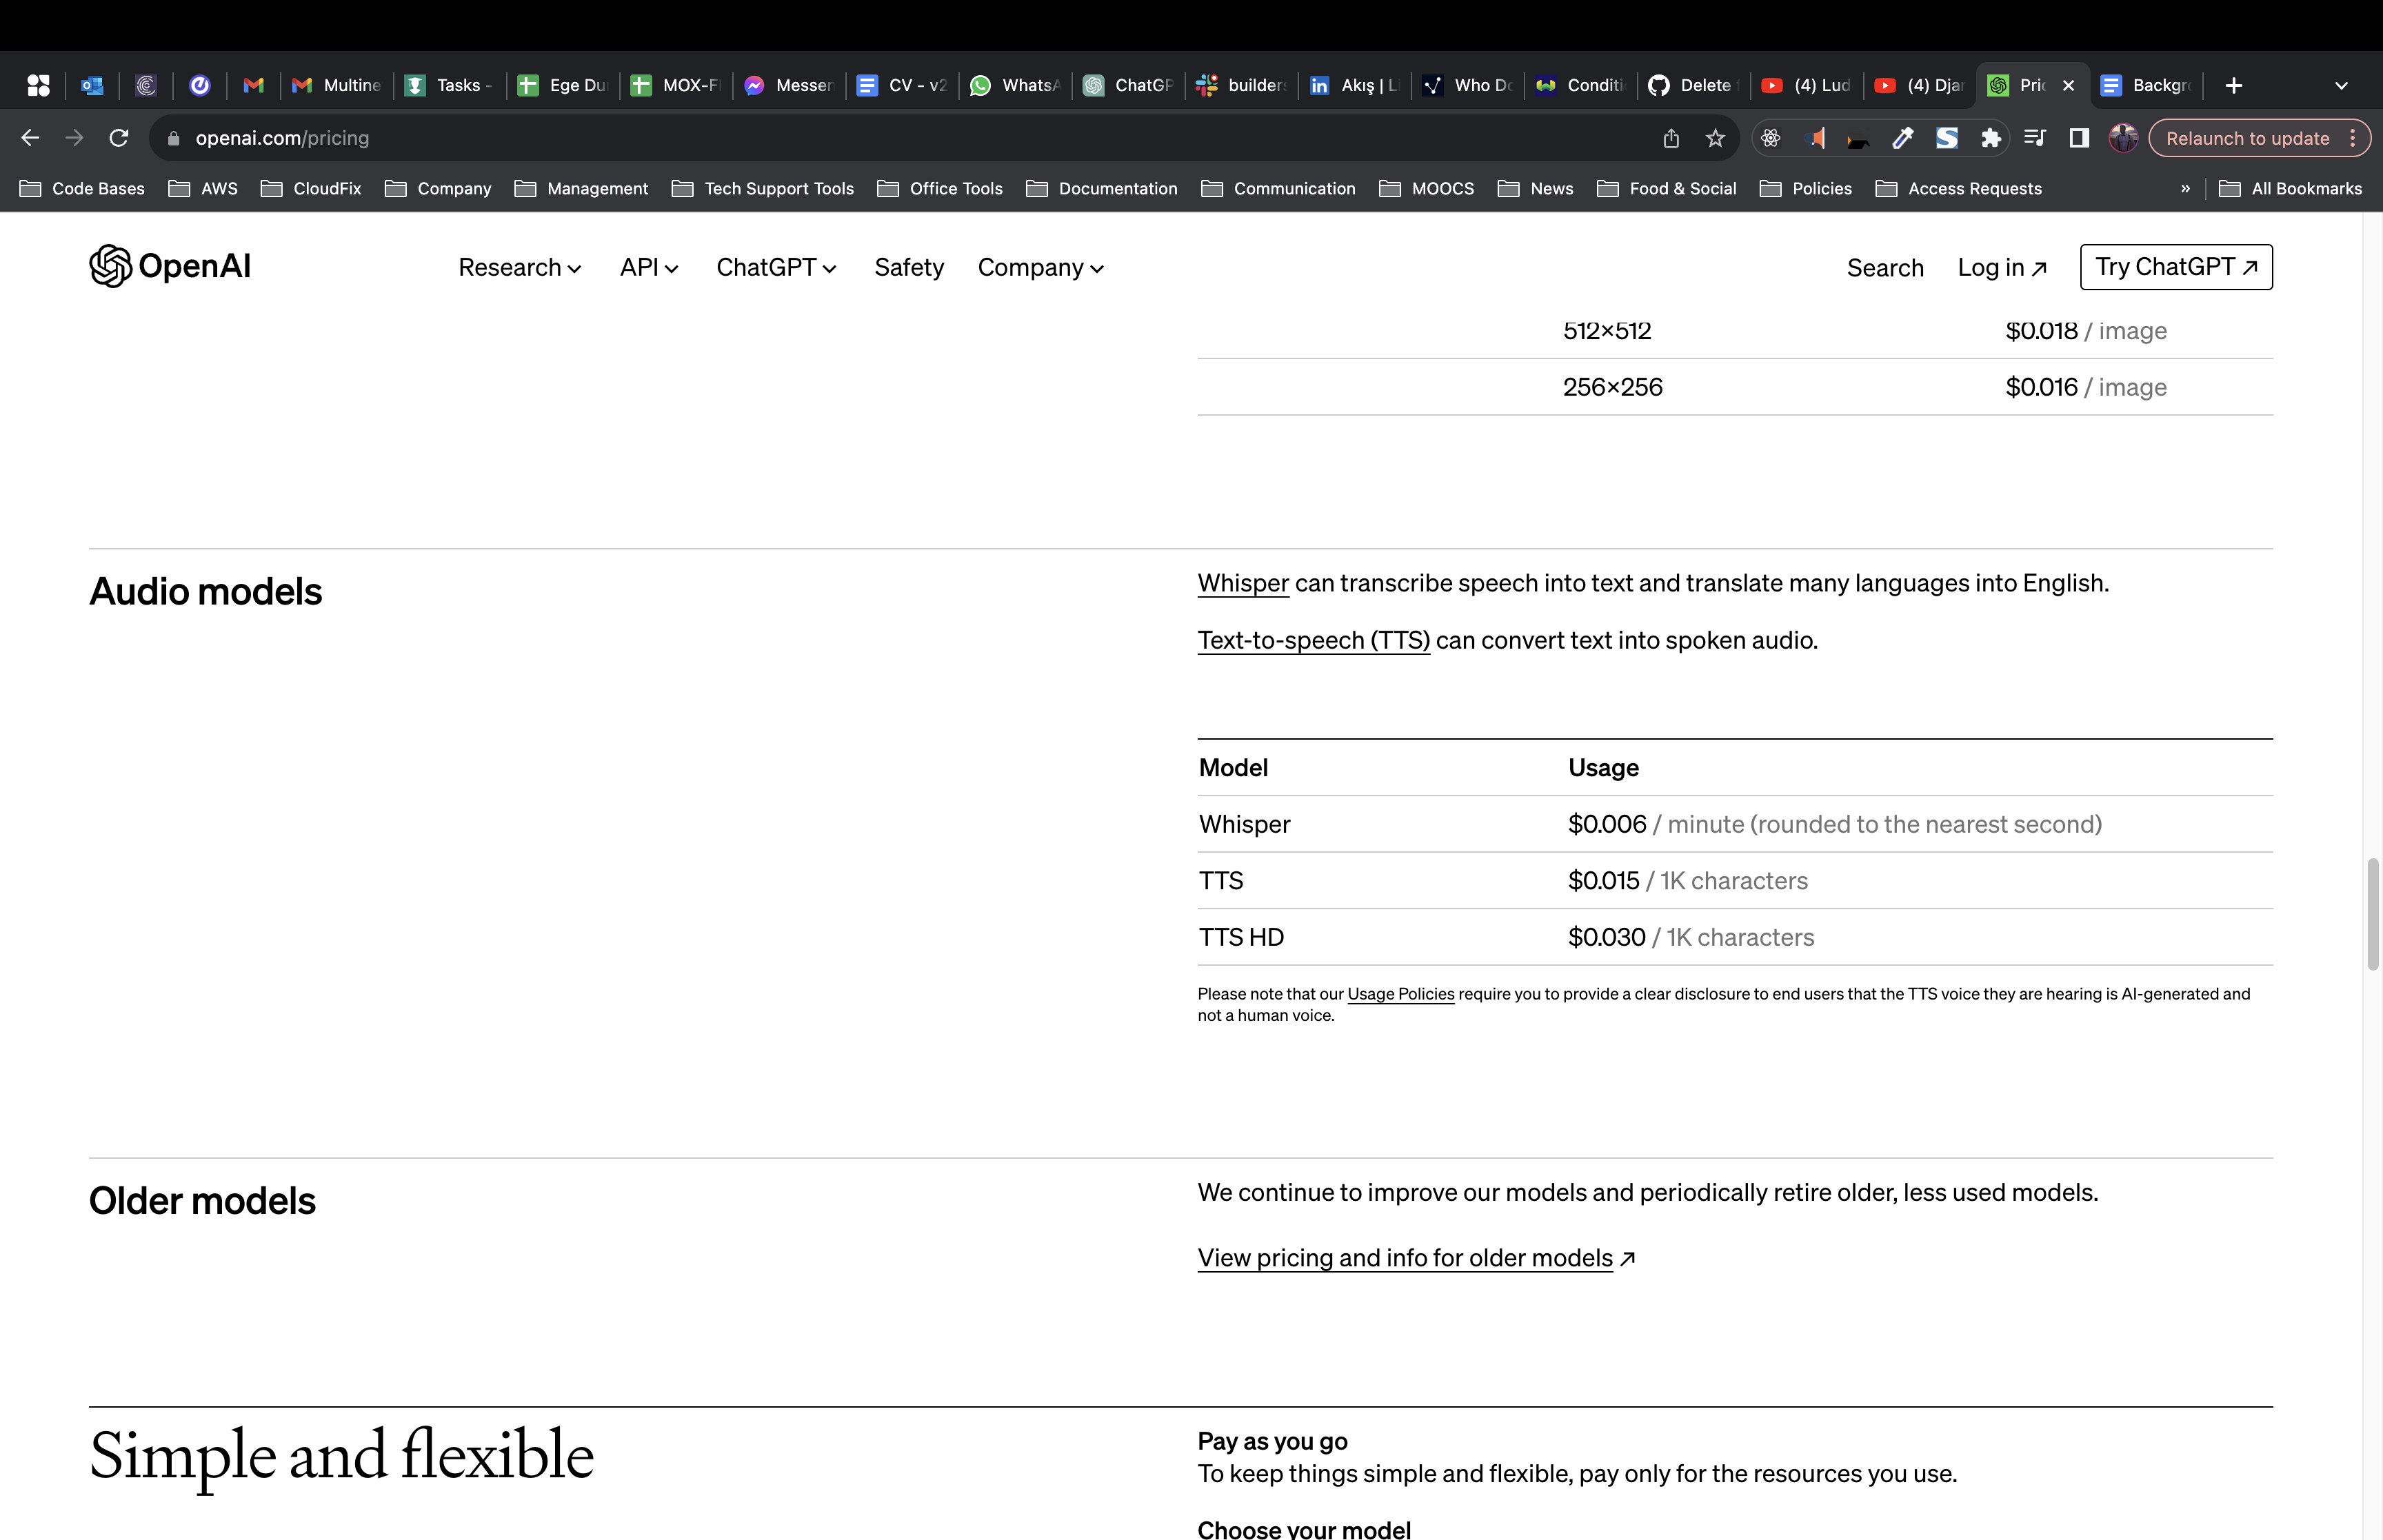 Multine
Tasks -
Ege Du
MOX-F
Messen
CV - v2
WhatsA
ChatGP
builders
Akış | Li
Who Do
Conditi
Delete
(4) Lud
(4) Djar
Pric
Backgr
openai.com/pricing
Relaunch to update
Code Bases
AWS
CloudFix
Company
Management
Tech Support Tools
Office Tools
Documentation
Communication
MOOCS
News
Food & Social
Policies
Access Requests
»
All Bookmarks
OpenAI
Research
API
ChatGPT
Safety
Company
Search
Log in ↗
Try ChatGPT ↗
512×512 $0.018 / image
256×256 $0.016 / image
Audio models
Whisper can transcribe speech into text and translate many languages into English.
Text-to-speech (TTS) can convert text into spoken audio.
Model Usage
Whisper $0.006 / minute (rounded to the nearest second)
TTS $0.015 / 1K characters
TTS HD $0.030 / 1K characters
Please note that our Usage Policies require you to provide a clear disclosure to end users that the TTS voice they are hearing is AI-generated and
not a human voice.
Older models
We continue to improve our models and periodically retire older, less used models.
View pricing and info for older models ↗
Simple and flexible
Pay as you go
To keep things simple and flexible, pay only for the resources you use.
Choose your model